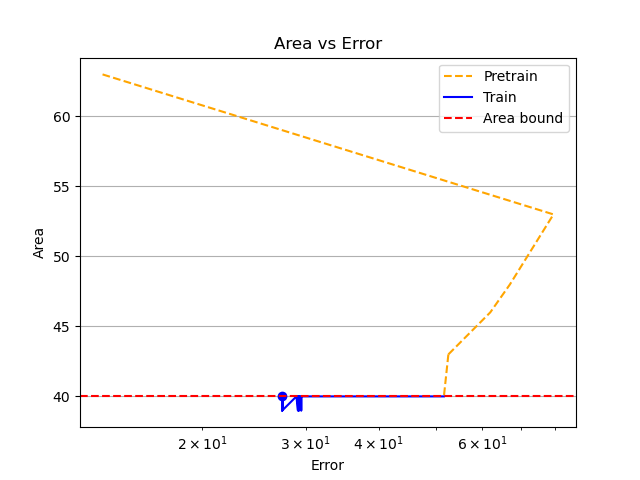 Area vs Error
Pretrain
Train
Area bound
60
55
50
45
40
Area
2 × 10¹
3 × 10¹
4 × 10¹
6 × 10¹
Error